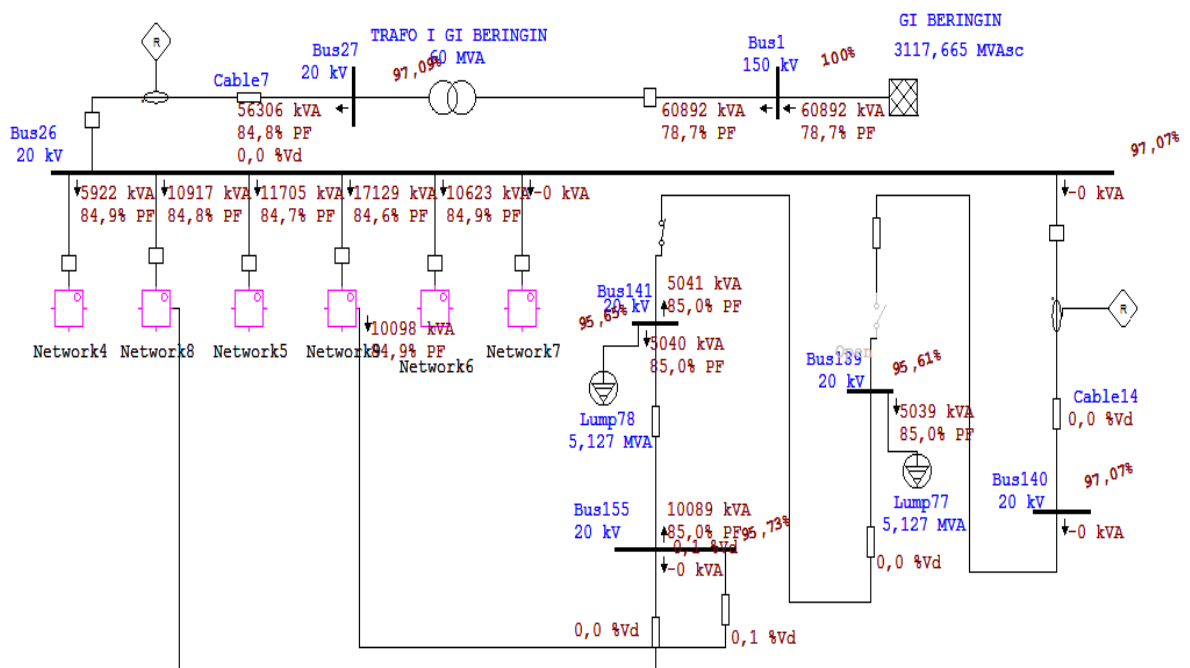 GI BERINGIN
3117,665 MVAsc
TRAFO I GI BERINGIN
60 MVA
Bus27
20 kV
97,09%
Bus1
150 kV
100%
R
Cable7
56306 kVA
84,8% PF
0,0 %Vd
60892 kVA
78,7% PF
60892 kVA
78,7% PF
Bus26
20 kV
97,07%
5922 kVA
84,9% PF
10917 kVA
84,8% PF
11705 kVA
84,7% PF
17129 kVA
84,6% PF
10623 kVA
84,9% PF
-0 kVA
-0 kVA
Network4
Network8
Network5
Network9
Network6
Network7
10098 kVA
84,9% PF
5041 kVA
85,0% PF
Bus141
20 kV
95,65%
5040 kVA
85,0% PF
Lump78
5,127 MVA
Open
Bus139
20 kV
95,61%
5039 kVA
85,0% PF
Lump77
5,127 MVA
R
Cable14
0,0 %Vd
Bus140
20 kV
97,07%
-0 kVA
Bus155
20 kV
10089 kVA
85,0% PF
95,73%
0,1 %Vd
-0 kVA
0,0 %Vd
0,0 %Vd
0,1 %Vd